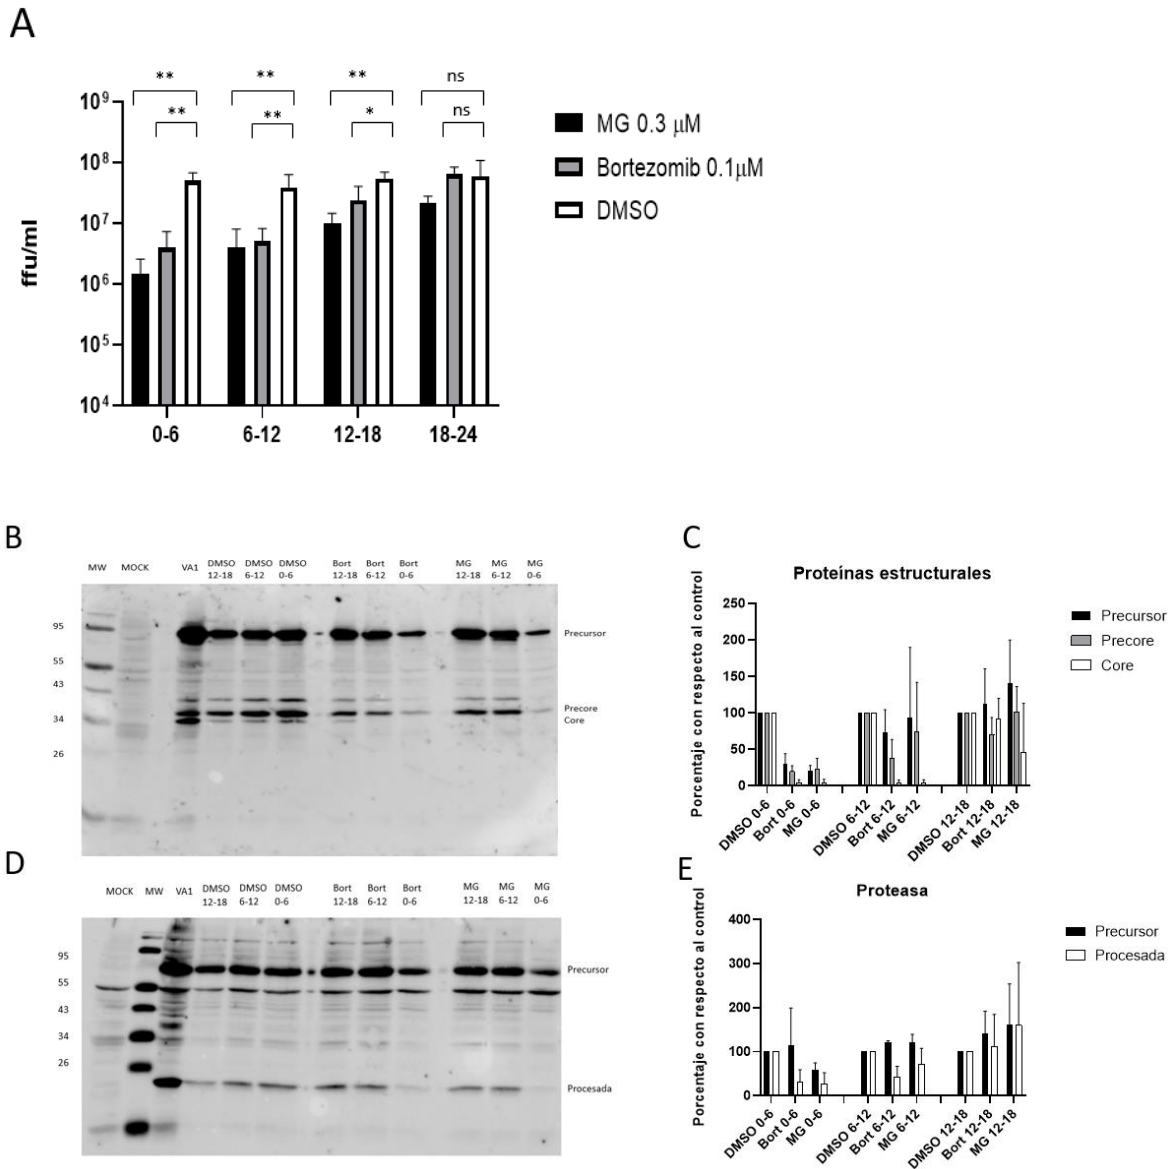 A
** ** ** ns
** ** * ns
10⁹
10⁸
10⁷
10⁶
10⁵
10⁴
ffu/ml
0-6 6-12 12-18 18-24
MG 0.3 μM
Bortezomib 0.1μM
DMSO
B
MW MOCK VA1 DMSO DMSO DMSO Bort Bort Bort MG MG MG
12-18 6-12 0-6 12-18 6-12 0-6 12-18 6-12 0-6
95
55
43
34
26
Precursor
Precore
Core
C
Proteínas estructurales
Porcentaje con respecto al control
250
200
150
100
50
0
DMSO 0-6
Bort 0-6
MG 0-6
DMSO 6-12
Bort 6-12
MG 6-12
DMSO 12-18
Bort 12-18
MG 12-18
Precursor
Precore
Core
D
MOCK MW VA1 DMSO DMSO DMSO Bort Bort Bort MG MG MG
12-18 6-12 0-6 12-18 6-12 0-6 12-18 6-12 0-6
95
55
43
34
26
Precursor
Procesada
E
Proteasa
Porcentaje con respecto al control
400
300
200
100
0
DMSO 0-6
Bort 0-6
MG 0-6
DMSO 6-12
Bort 6-12
MG 6-12
DMSO 12-18
Bort 12-18
MG 12-18
Precursor
Procesada